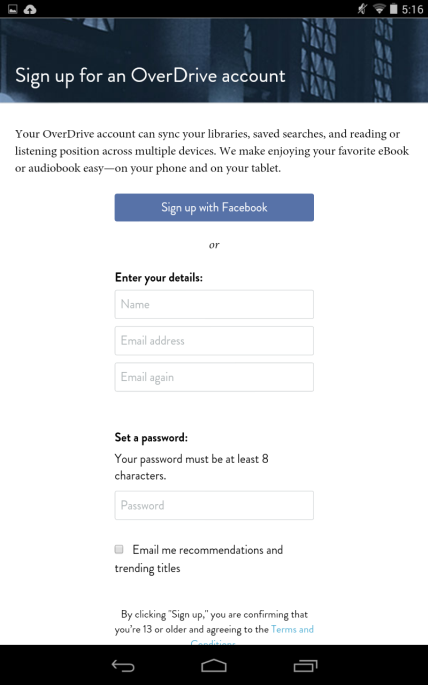 5:16
Sign up for an OverDrive account
Your OverDrive account can sync your libraries, saved searches, and reading or
listening position across multiple devices. We make enjoying your favorite eBook
or audiobook easy—on your phone and on your tablet.
Sign up with Facebook
or
Enter your details:
Name
Email address
Email again
Set a password:
Your password must be at least 8
characters.
Password
Email me recommendations and
trending titles
By clicking "Sign up," you are confirming that
you're 13 or older and agreeing to the Terms and
Conditions